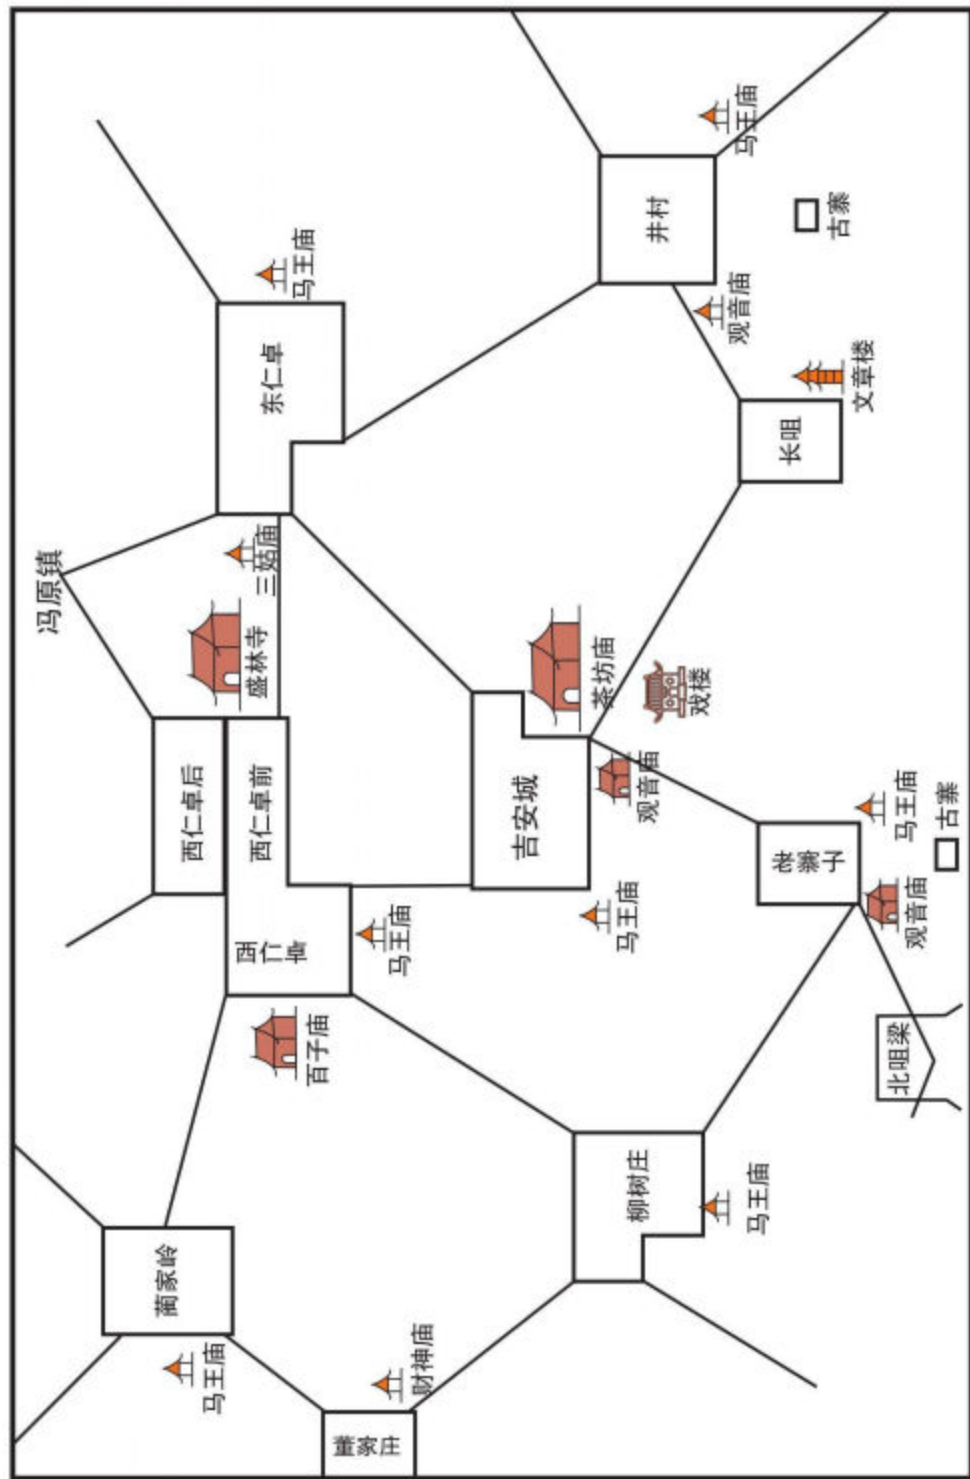 马王庙
井村
古寨
马王庙
观音庙
东仁卓
文章楼
长咀
冯原镇
三姑庙
盛林寺
茶坊庙
戏楼
西仁卓后
西仁卓前
吉安城
观音庙
马王庙
古寨
老寨子
西仁卓
马王庙
马王庙
观音庙
百子庙
北咀梁
柳树庄
马王庙
蔺家岭
马王庙
财神庙
董家庄